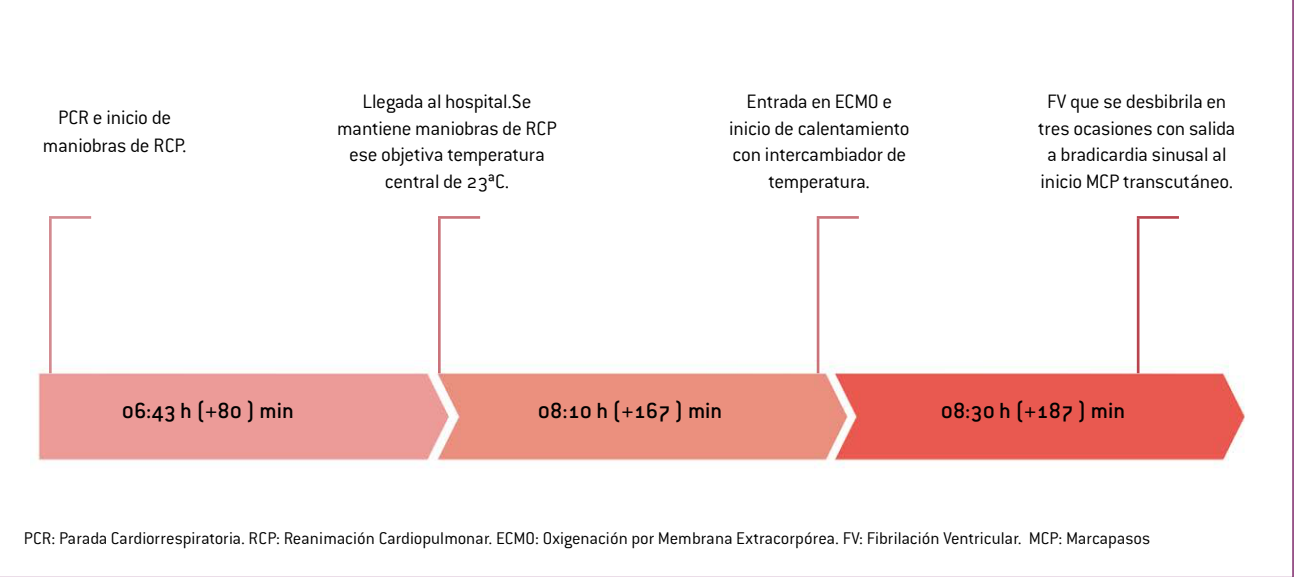 PCR e inicio de
maniobras de RCP.
Llegada al hospital.Se
mantiene maniobras de RCP
ese objetiva temperatura
central de 23ªC.
Entrada en ECMO e
inicio de calentamiento
con intercambiador de
temperatura.
FV que se desbibrila en
tres ocasiones con salida
a bradicardia sinusal al
inicio MCP transcutáneo.
06:43 h (+80 ) min
08:10 h (+167 ) min
08:30 h (+187 ) min
PCR: Parada Cardiorrespiratoria. RCP: Reanimación Cardiopulmonar. ECMO: Oxigenación por Membrana Extracorpórea. FV: Fibrilación Ventricular. MCP: Marcapasos